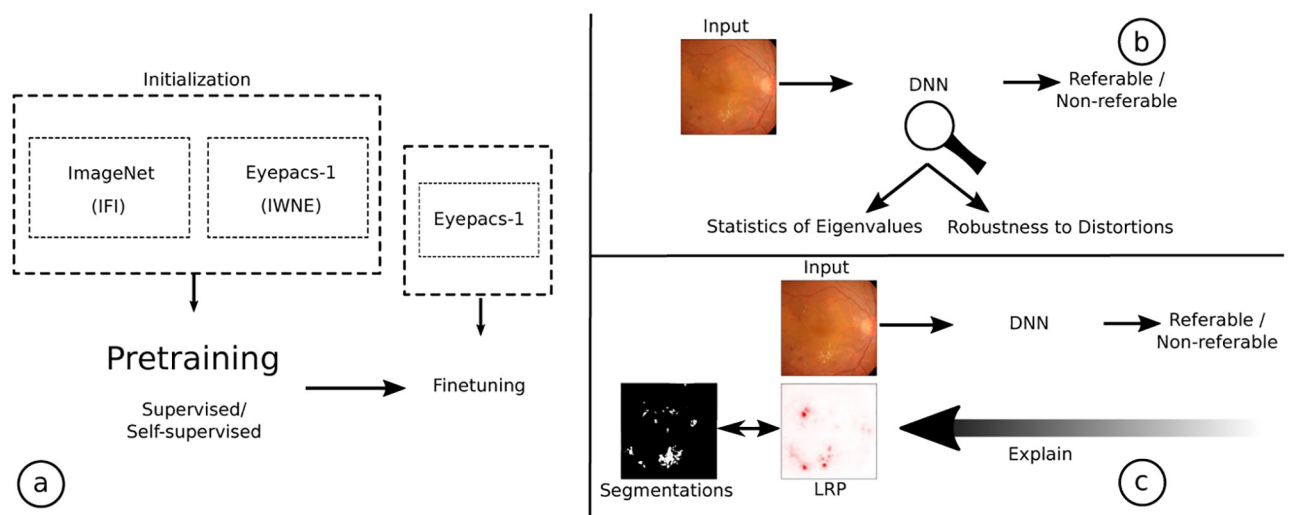 Initialization
ImageNet
(IFI)
Eyepacs-1
(IWNE)
Eyepacs-1
Pretraining
Supervised/
Self-supervised
Finetuning
a
Input
DNN
Referable /
Non-referable
b
Statistics of Eigenvalues
Robustness to Distortions
Input
DNN
Referable /
Non-referable
Segmentations
LRP
Explain
c